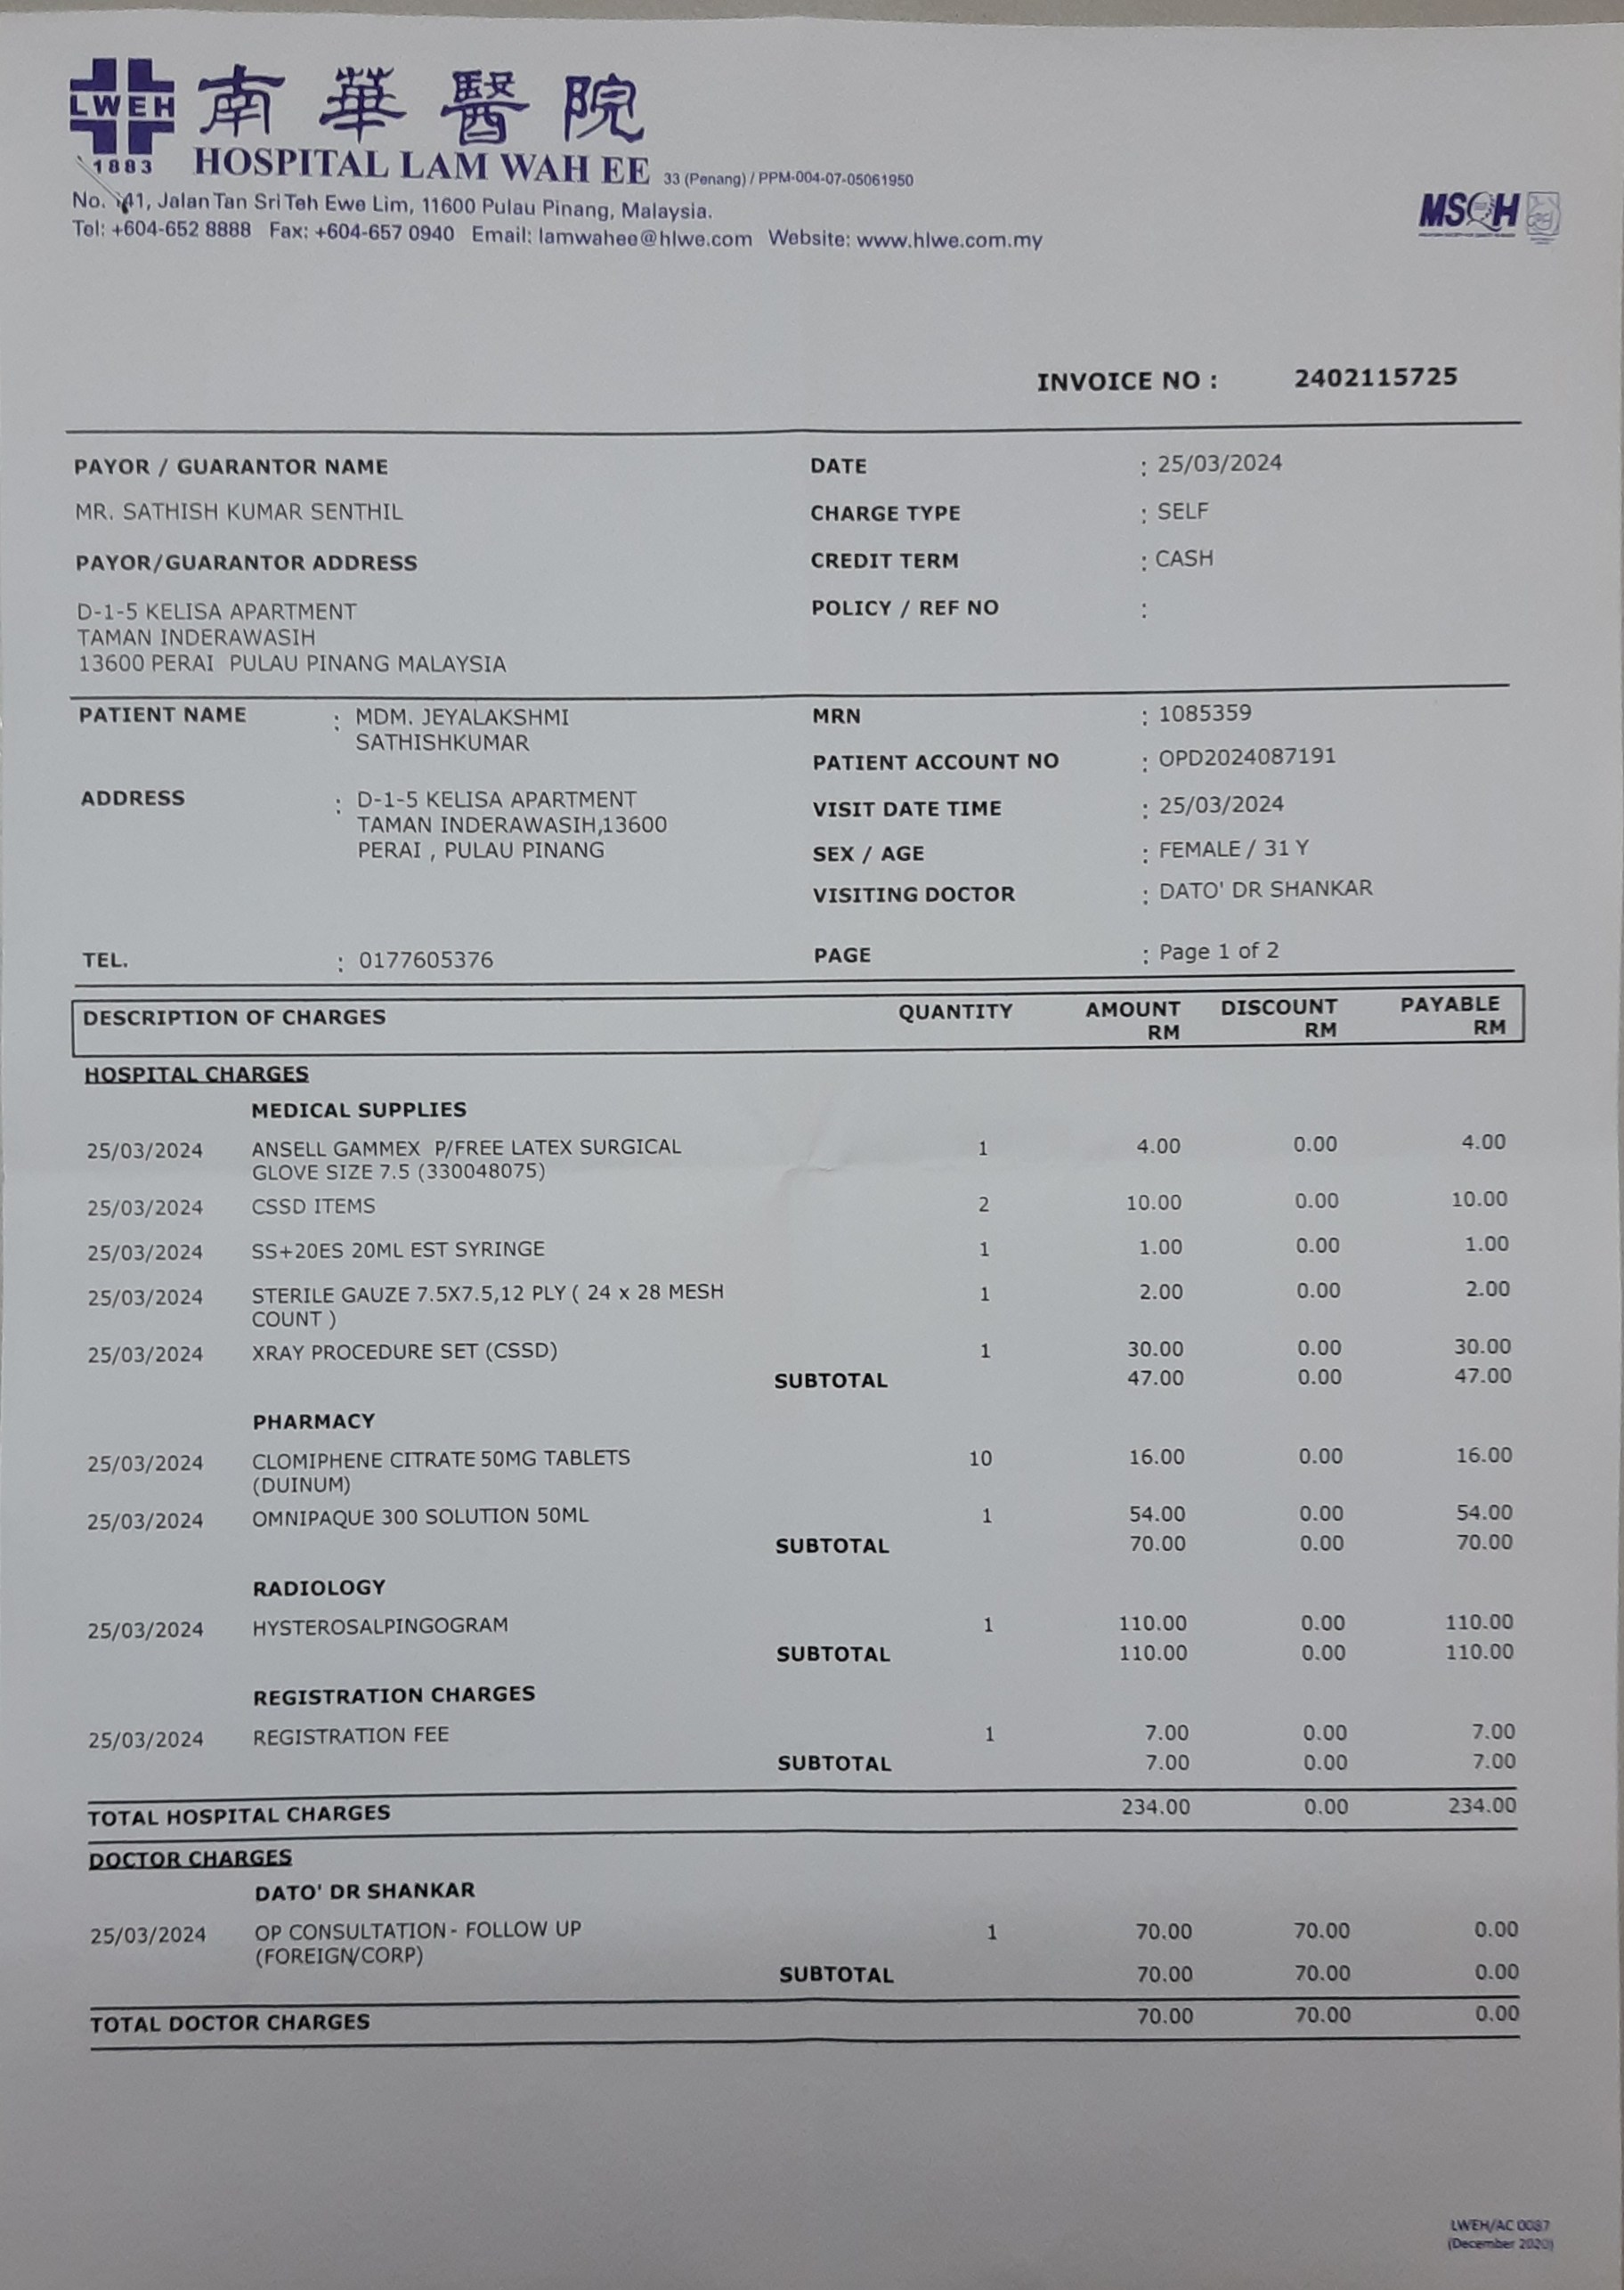 LWEH
1883
南華醫院
HOSPITAL LAM WAH EE 33 (Penang) / PPM-004-07-05061950
No. 141, Jalan Tan Sri Teh Ewe Lim, 11600 Pulau Pinang, Malaysia.
Tel: +604-652 8888 Fax: +604-657 0940 Email: lamwahee@hlwe.com Website: www.hlwe.com.my
MSQH
INVOICE NO : 2402115725
PAYOR / GUARANTOR NAME DATE : 25/03/2024
MR. SATHISH KUMAR SENTHIL CHARGE TYPE : SELF
PAYOR/GUARANTOR ADDRESS CREDIT TERM : CASH
D-1-5 KELISA APARTMENT POLICY / REF NO :
TAMAN INDERAWASIH
13600 PERAI PULAU PINANG MALAYSIA
PATIENT NAME : MDM. JEYALAKSHMI MRN : 1085359
SATHISHKUMAR
PATIENT ACCOUNT NO : OPD2024087191
ADDRESS : D-1-5 KELISA APARTMENT VISIT DATE TIME : 25/03/2024
TAMAN INDERAWASIH,13600
PERAI , PULAU PINANG SEX / AGE : FEMALE / 31 Y
VISITING DOCTOR : DATO' DR SHANKAR
TEL. : 0177605376 PAGE : Page 1 of 2
DESCRIPTION OF CHARGES QUANTITY AMOUNT DISCOUNT PAYABLE
RM RM RM
HOSPITAL CHARGES
MEDICAL SUPPLIES
25/03/2024 ANSELL GAMMEX P/FREE LATEX SURGICAL 1 4.00 0.00 4.00
GLOVE SIZE 7.5 (330048075)
25/03/2024 CSSD ITEMS 2 10.00 0.00 10.00
25/03/2024 SS+20ES 20ML EST SYRINGE 1 1.00 0.00 1.00
25/03/2024 STERILE GAUZE 7.5X7.5,12 PLY ( 24 x 28 MESH 1 2.00 0.00 2.00
COUNT )
25/03/2024 XRAY PROCEDURE SET (CSSD) 1 30.00 0.00 30.00
SUBTOTAL 47.00 0.00 47.00
PHARMACY
25/03/2024 CLOMIPHENE CITRATE 50MG TABLETS 10 16.00 0.00 16.00
(DUINUM)
25/03/2024 OMNIPAQUE 300 SOLUTION 50ML 1 54.00 0.00 54.00
SUBTOTAL 70.00 0.00 70.00
RADIOLOGY
25/03/2024 HYSTEROSALPINGOGRAM 1 110.00 0.00 110.00
SUBTOTAL 110.00 0.00 110.00
REGISTRATION CHARGES
25/03/2024 REGISTRATION FEE 1 7.00 0.00 7.00
SUBTOTAL 7.00 0.00 7.00
TOTAL HOSPITAL CHARGES 234.00 0.00 234.00
DOCTOR CHARGES
DATO' DR SHANKAR
25/03/2024 OP CONSULTATION - FOLLOW UP 1 70.00 70.00 0.00
(FOREIGN/CORP)
SUBTOTAL 70.00 70.00 0.00
TOTAL DOCTOR CHARGES 70.00 70.00 0.00
LWEH/AC 0087
(December 2020)